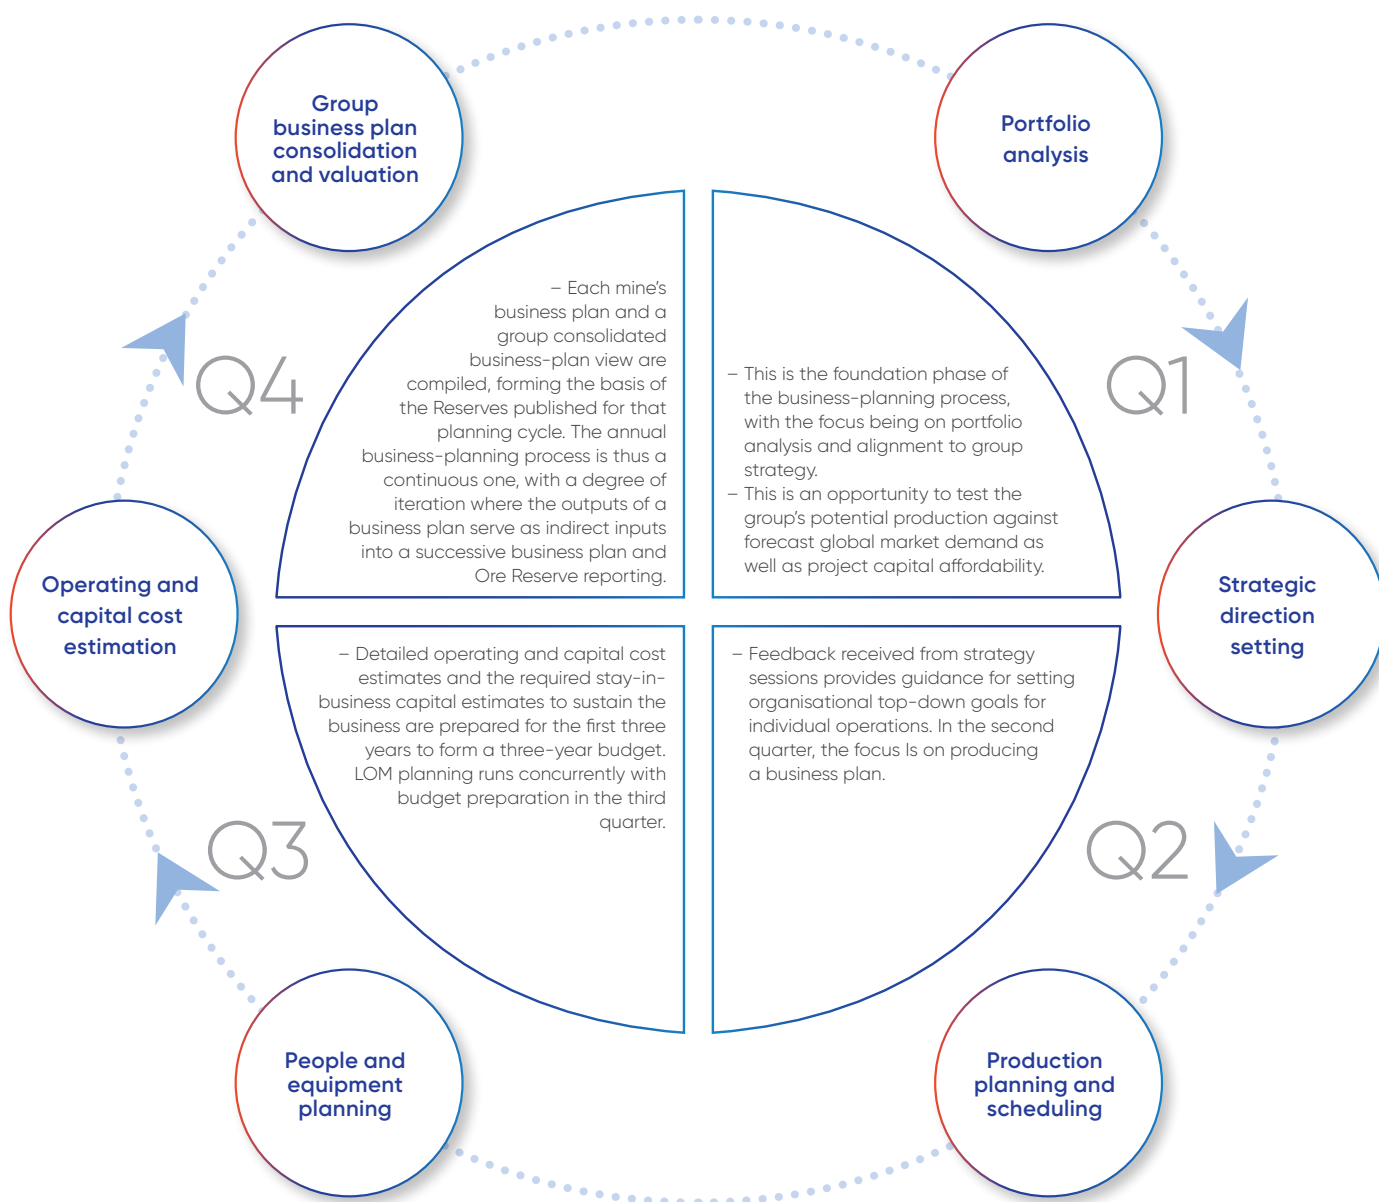 Group
business plan
consolidation
and valuation
Portfolio
analysis
Q4
– Each mine's
business plan and a
group consolidated
business-plan view are
compiled, forming the basis of
the Reserves published for that
planning cycle. The annual
business-planning process is thus a
continuous one, with a degree of
iteration where the outputs of a
business plan serve as indirect inputs
into a successive business plan and
Ore Reserve reporting.
– This is the foundation phase of
the business-planning process,
with the focus being on portfolio
analysis and alignment to group
strategy.
– This is an opportunity to test the
group's potential production against
forecast global market demand as
well as project capital affordability.
Q1
Operating and
capital cost
estimation
Strategic
direction
setting
– Detailed operating and capital cost
estimates and the required stay-in-
business capital estimates to sustain the
business are prepared for the first three
years to form a three-year budget.
LOM planning runs concurrently with
budget preparation in the third
quarter.
– Feedback received from strategy
sessions provides guidance for setting
organisational top-down goals for
individual operations. In the second
quarter, the focus Is on producing
a business plan.
Q3
Q2
People and
equipment
planning
Production
planning and
scheduling